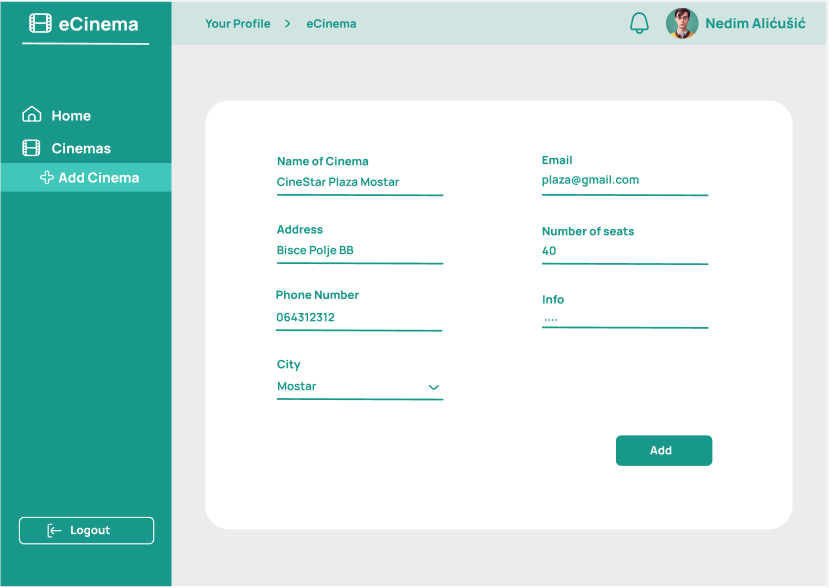 eCinema
Your Profile > eCinema
Nedim Alićušić
Home
Cinemas
Add Cinema
Name of Cinema
CineStar Plaza Mostar
Email
plaza@gmail.com
Address
Bisce Polje BB
Number of seats
40
Phone Number
064312312
Info
....
City
Mostar
Add
Logout